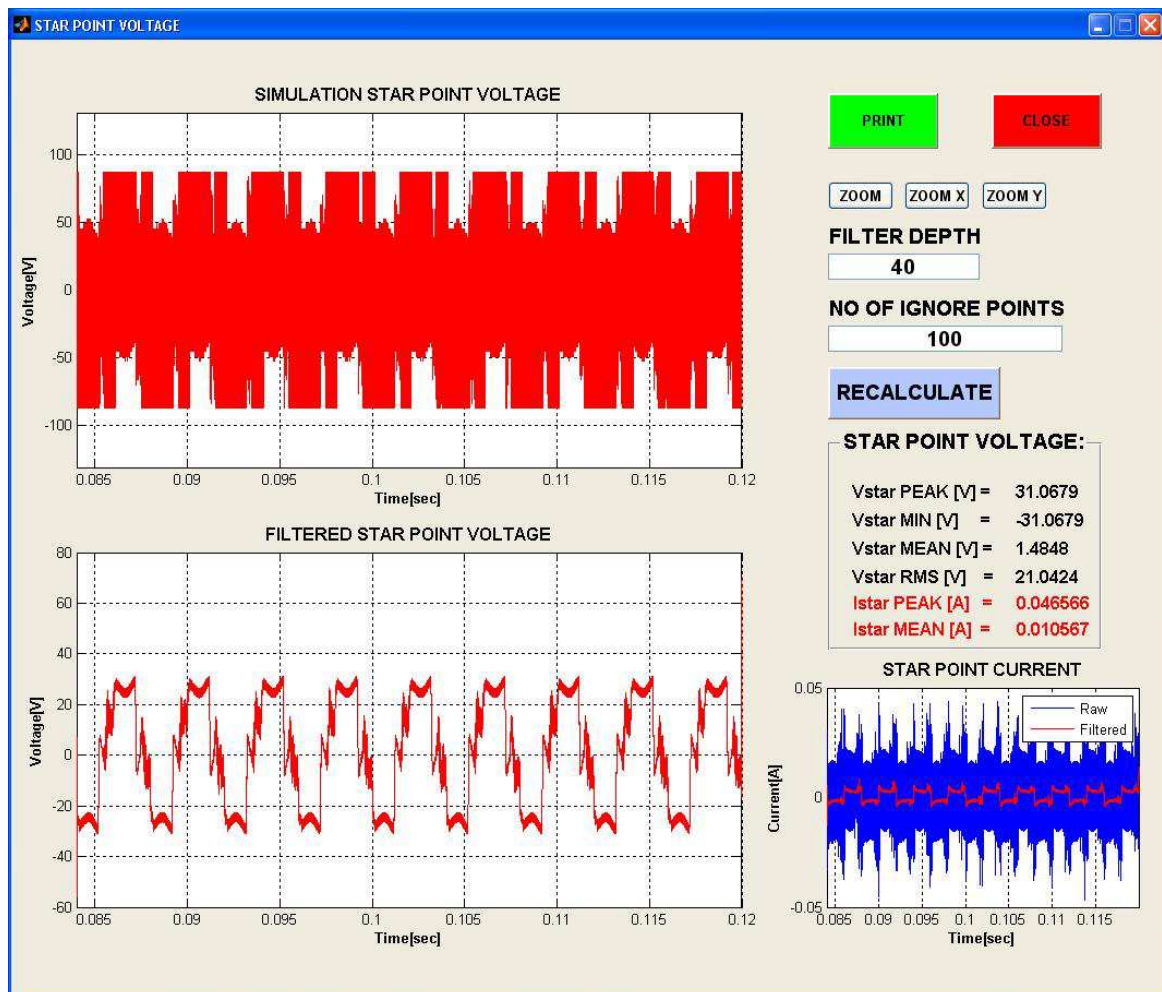 STAR POINT VOLTAGE
SIMULATION STAR POINT VOLTAGE
Voltage[V]
100
50
0
-50
-100
0.085 0.09 0.095 0.1 0.105 0.11 0.115 0.12
Time[sec]
FILTERED STAR POINT VOLTAGE
Voltage[V]
80
60
40
20
0
-20
-40
-60
0.085 0.09 0.095 0.1 0.105 0.11 0.115 0.12
Time[sec]
PRINT CLOSE
ZOOM ZOOM X ZOOM Y
FILTER DEPTH
40
NO OF IGNORE POINTS
100
RECALCULATE
STAR POINT VOLTAGE:
Vstar PEAK [V] = 31.0679
Vstar MIN [V] = -31.0679
Vstar MEAN [V] = 1.4848
Vstar RMS [V] = 21.0424
Istar PEAK [A] = 0.046566
Istar MEAN [A] = 0.010567
STAR POINT CURRENT
Current[A]
0.05
0
-0.05
Raw
Filtered
0.085 0.09 0.095 0.1 0.105 0.11 0.115
Time[sec]